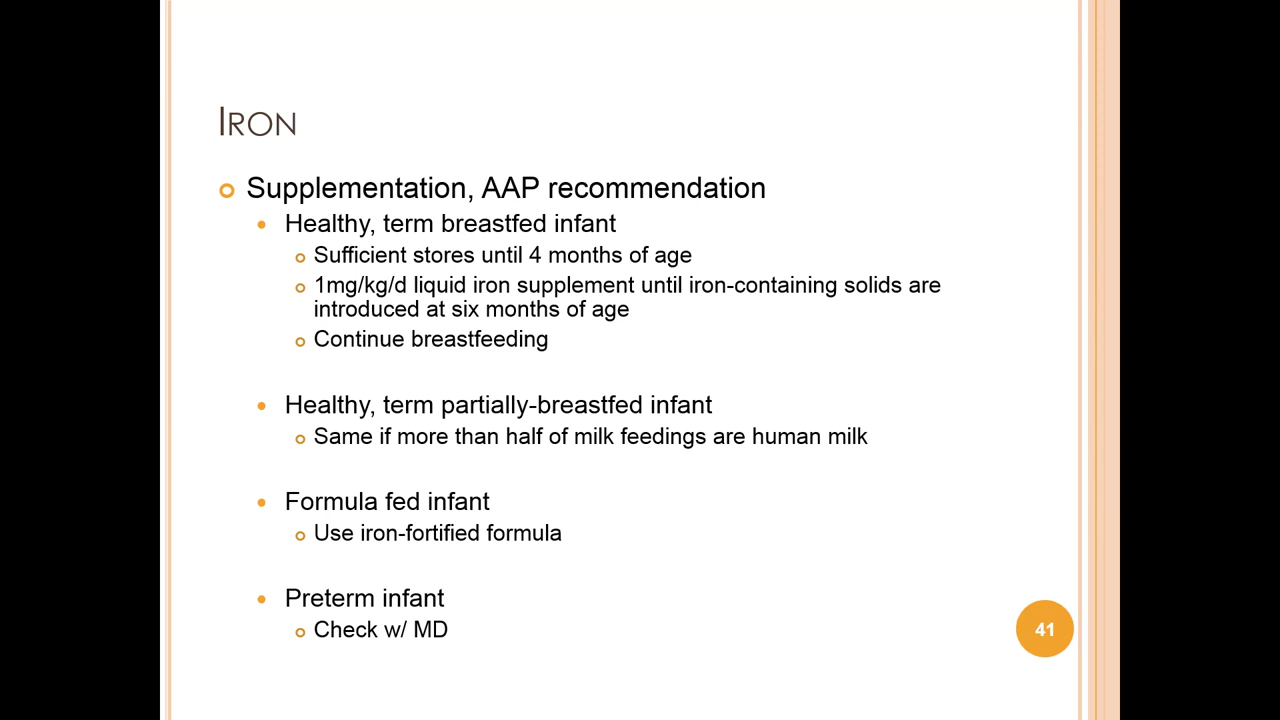 Iron
Supplementation, AAP recommendation
Healthy, term breastfed infant
Sufficient stores until 4 months of age
1mg/kg/d liquid iron supplement until iron-containing solids are
introduced at six months of age
Continue breastfeeding
Healthy, term partially-breastfed infant
Same if more than half of milk feedings are human milk
Formula fed infant
Use iron-fortified formula
Preterm infant
Check w/ MD
41